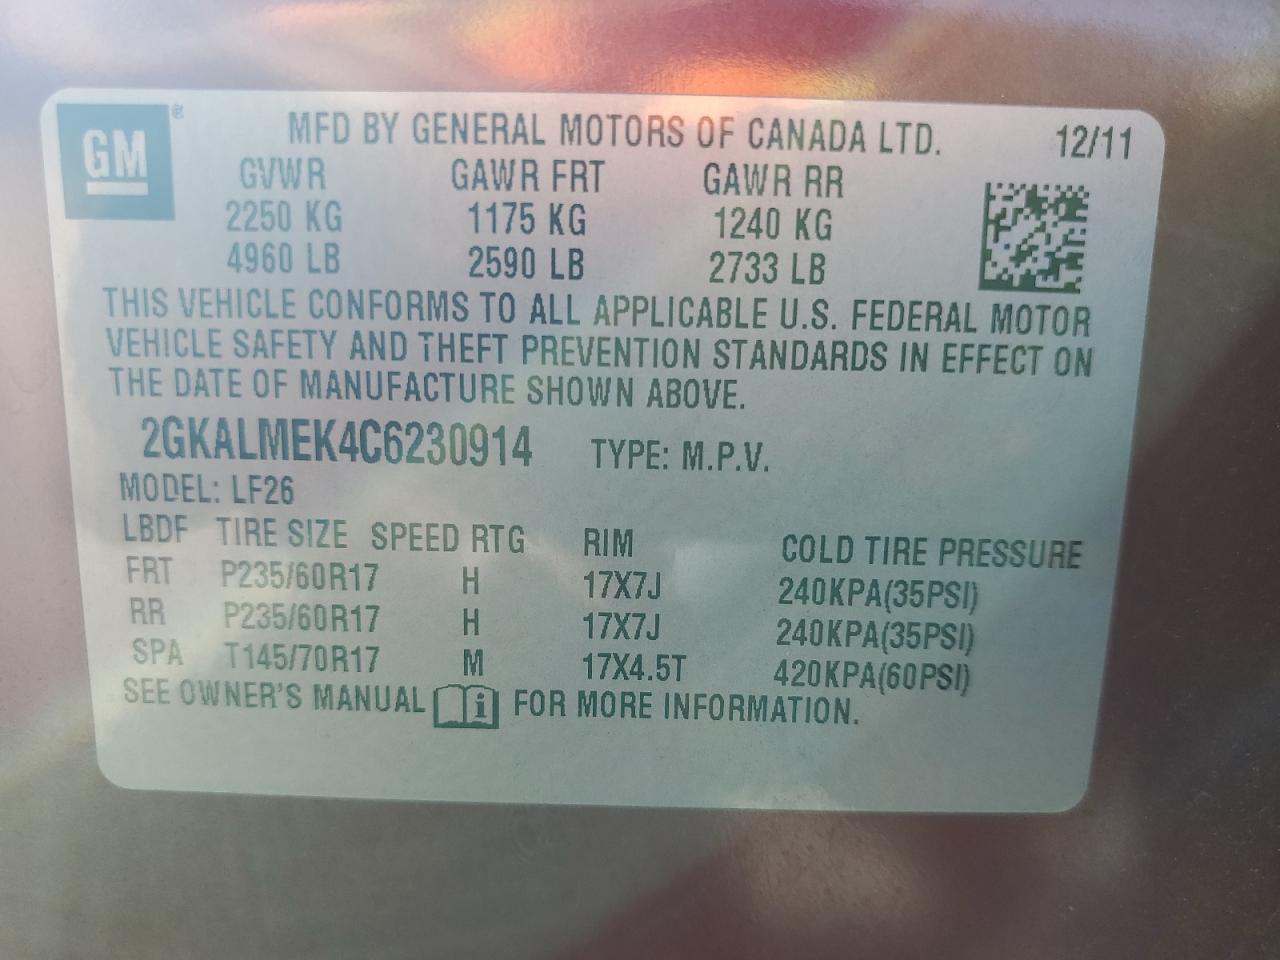 GM ®
MFD BY GENERAL MOTORS OF CANADA LTD. 12/11
GVWR GAWR FRT GAWR RR
2250 KG 1175 KG 1240 KG
4960 LB 2590 LB 2733 LB
THIS VEHICLE CONFORMS TO ALL APPLICABLE U.S. FEDERAL MOTOR
VEHICLE SAFETY AND THEFT PREVENTION STANDARDS IN EFFECT ON
THE DATE OF MANUFACTURE SHOWN ABOVE.
2GKALMEK4C6230914 TYPE: M.P.V.
MODEL: LF26
LBDF TIRE SIZE SPEED RTG RIM COLD TIRE PRESSURE
FRT P235/60R17 H 17X7J 240KPA(35PSI)
RR P235/60R17 H 17X7J 240KPA(35PSI)
SPA T145/70R17 M 17X4.5T 420KPA(60PSI)
SEE OWNER'S MANUAL i FOR MORE INFORMATION.